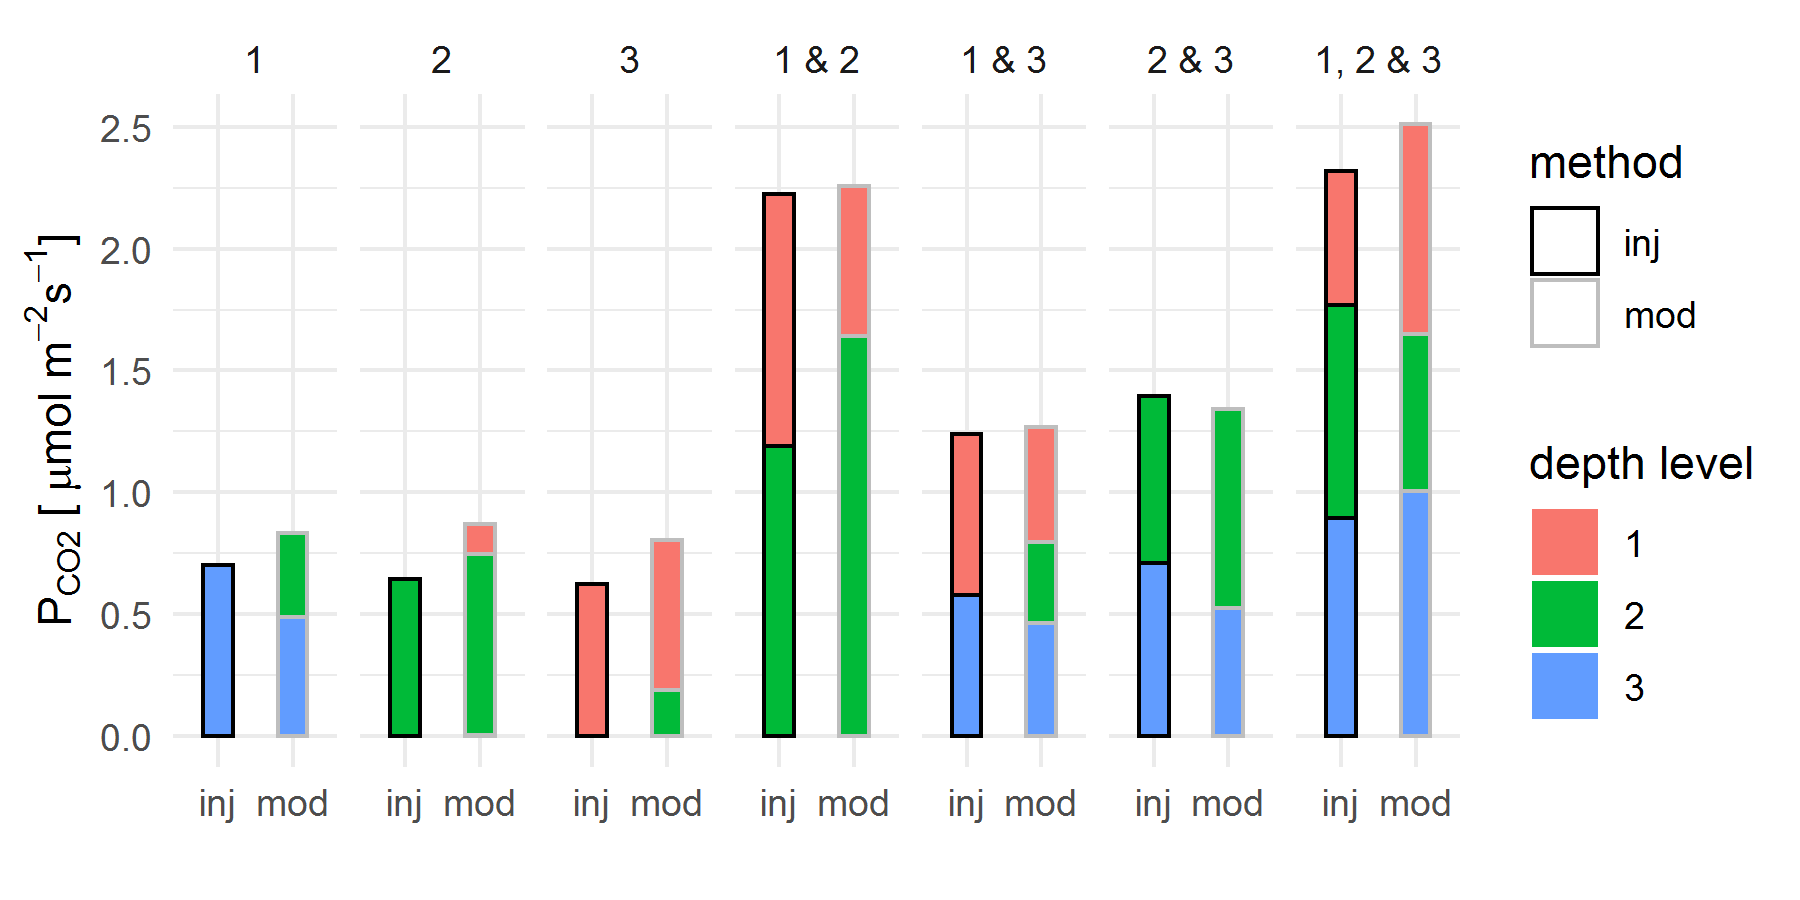 1 2 3 1 & 2 1 & 3 2 & 3 1, 2 & 3
P_CO2 [ μmol m⁻²s⁻¹]
2.5
2.0
1.5
1.0
0.5
0.0
inj mod inj mod inj mod inj mod inj mod inj mod inj mod
method
inj
mod
depth level
1
2
3